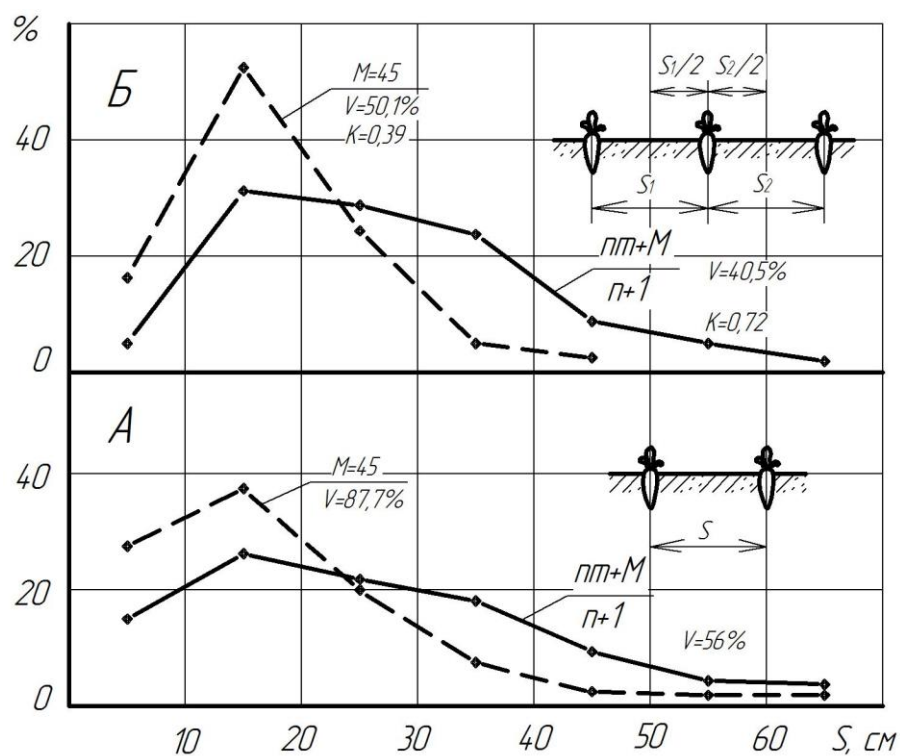 %
Б
M=45
V=50,1%
K=0,39
S1/2
S2/2
S1
S2
nm+M
n+1
V=40,5%
K=0,72
40
20
0
А
M=45
V=87,7%
S
nm+M
n+1
V=56%
40
20
0
10 20 30 40 50 60 S, см